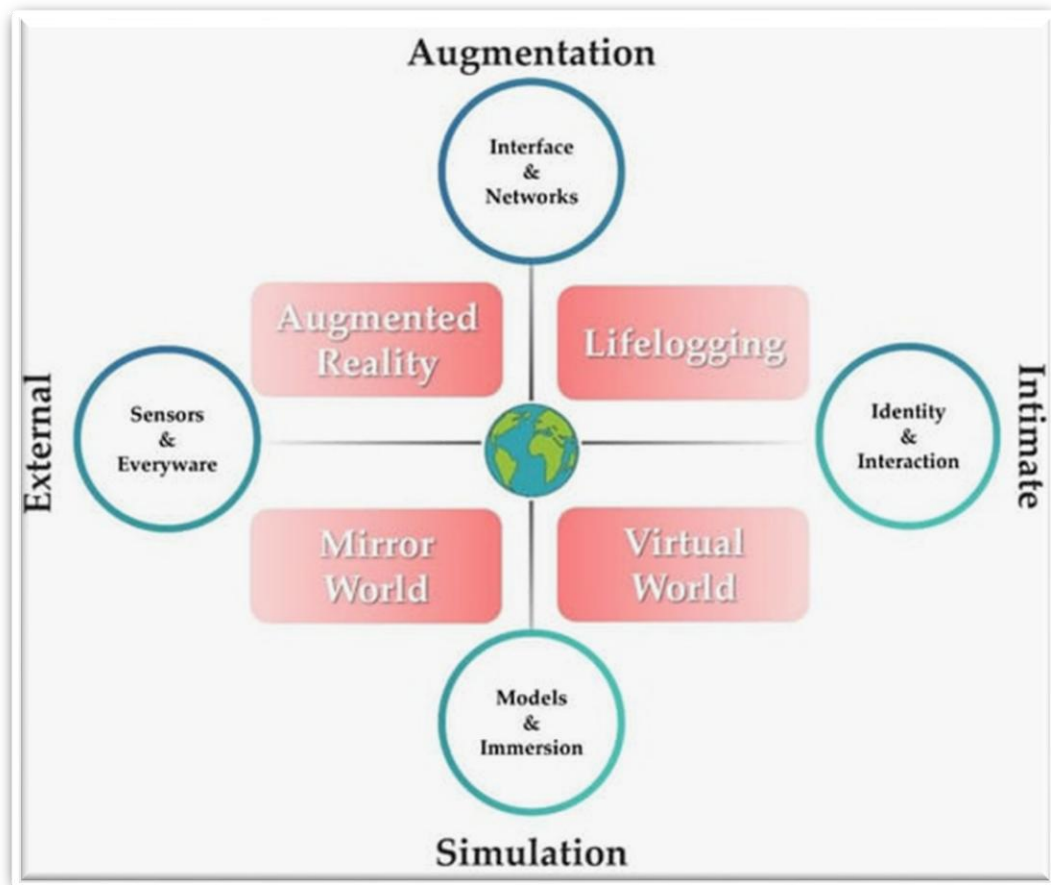 Augmentation
Interface
&
Networks
Augmented
Reality
Lifelogging
External
Sensors
&
Everyware
Identity
&
Interaction
Intimate
Mirror
World
Virtual
World
Models
&
Immersion
Simulation